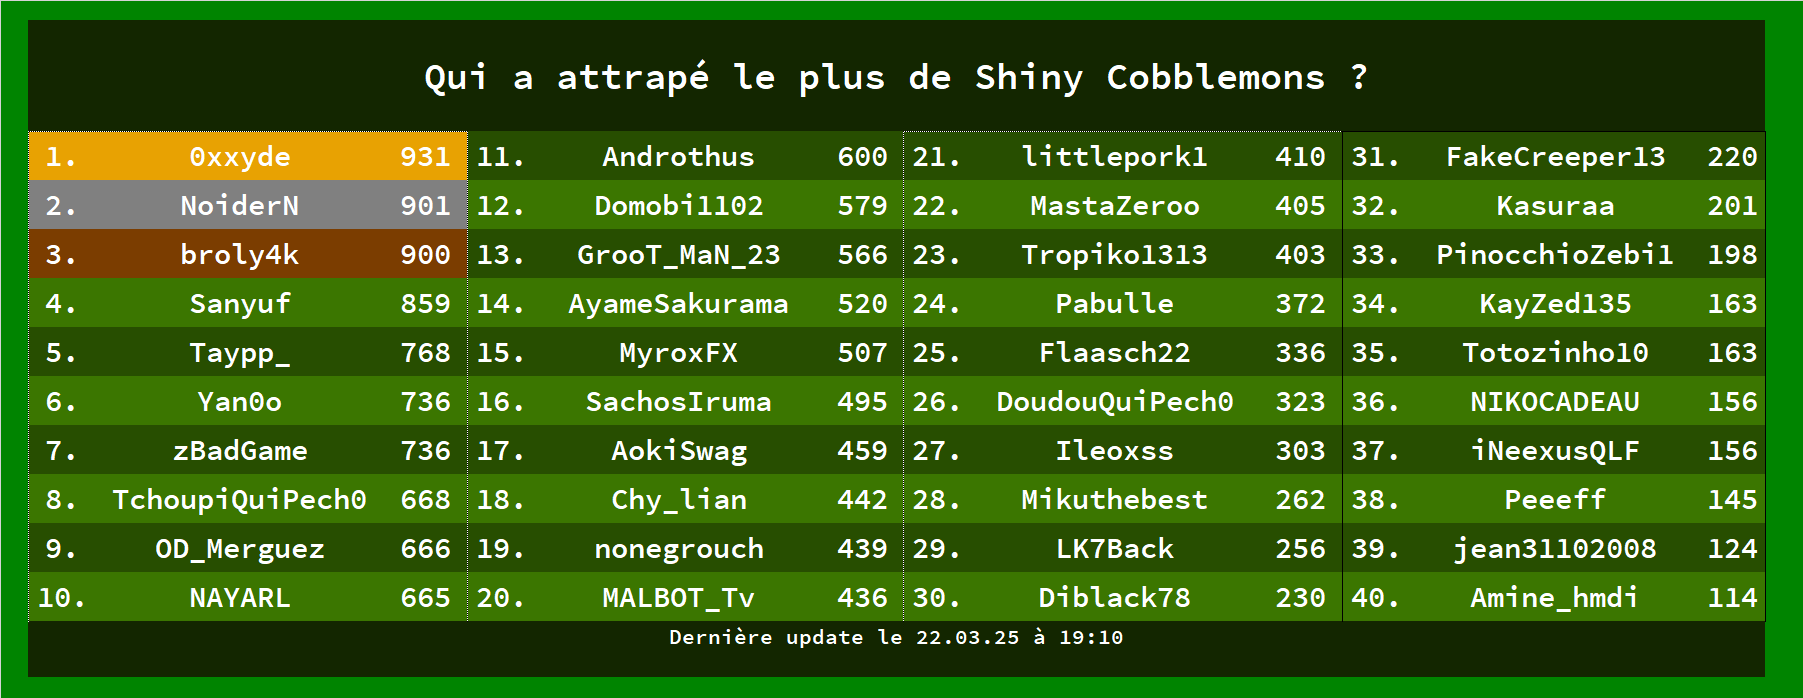 Qui a attrapé le plus de Shiny Cobblemons ?
1. 0xxyde 931
2. NoiderN 901
3. broly4k 900
4. Sanyuf 859
5. Taypp_ 768
6. Yan0o 736
7. zBadGame 736
8. TchoupiQuiPech0 668
9. OD_Merguez 666
10. NAYARL 665
11. Androthus 600
12. Domobi1102 579
13. GrooT_MaN_23 566
14. AyameSakurama 520
15. MyroxFX 507
16. SachosIruma 495
17. AokiSwag 459
18. Chy_lian 442
19. nonegrouch 439
20. MALBOT_Tv 436
21. littlepork1 410
22. MastaZeroo 405
23. Tropiko1313 403
24. Pabulle 372
25. Flaasch22 336
26. DoudouQuiPech0 323
27. Ileoxss 303
28. Mikuthebest 262
29. LK7Back 256
30. Diblack78 230
31. FakeCreeper13 220
32. Kasuraa 201
33. PinocchioZebi1 198
34. KayZed135 163
35. Totozinho10 163
36. NIKOCADEAU 156
37. iNeexusQLF 156
38. Peeeff 145
39. jean31102008 124
40. Amine_hmdi 114
Dernière update le 22.03.25 à 19:10